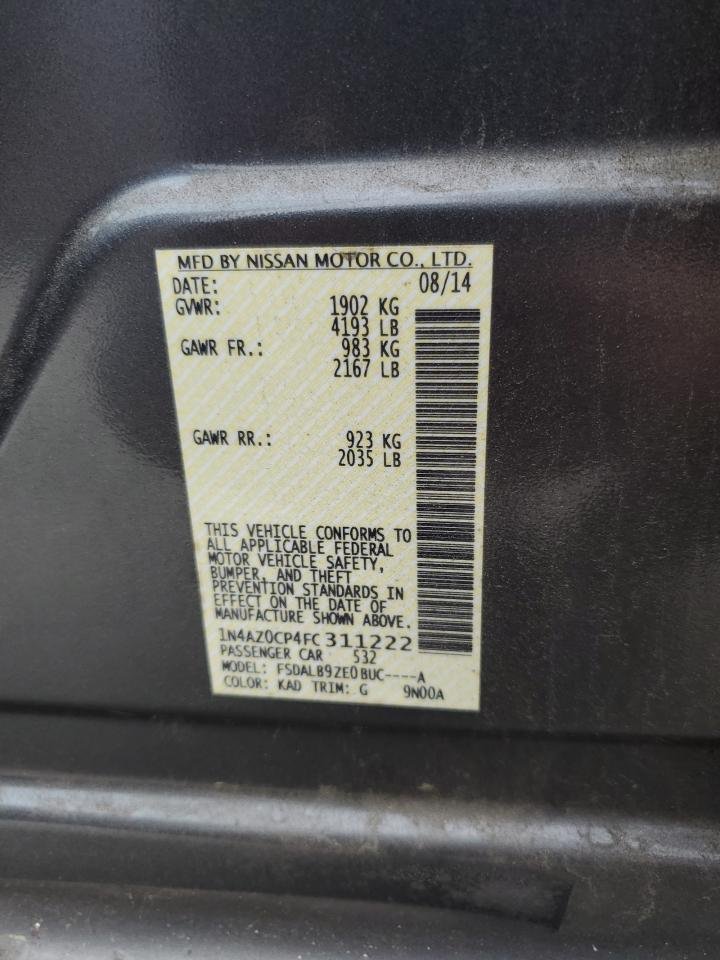 MFD BY NISSAN MOTOR CO., LTD.
DATE: 08/14
GVWR: 1902 KG
4193 LB
GAWR FR.: 983 KG
2167 LB
GAWR RR.: 923 KG
2035 LB
THIS VEHICLE CONFORMS TO
ALL APPLICABLE FEDERAL
MOTOR VEHICLE SAFETY,
BUMPER, AND THEFT
PREVENTION STANDARDS IN
EFFECT ON THE DATE OF
MANUFACTURE SHOWN ABOVE.
1N4AZ0CP4FC311222
PASSENGER CAR 532
MODEL: FSDALB9ZE0BUC----A
COLOR: KAD TRIM: G 9N00A